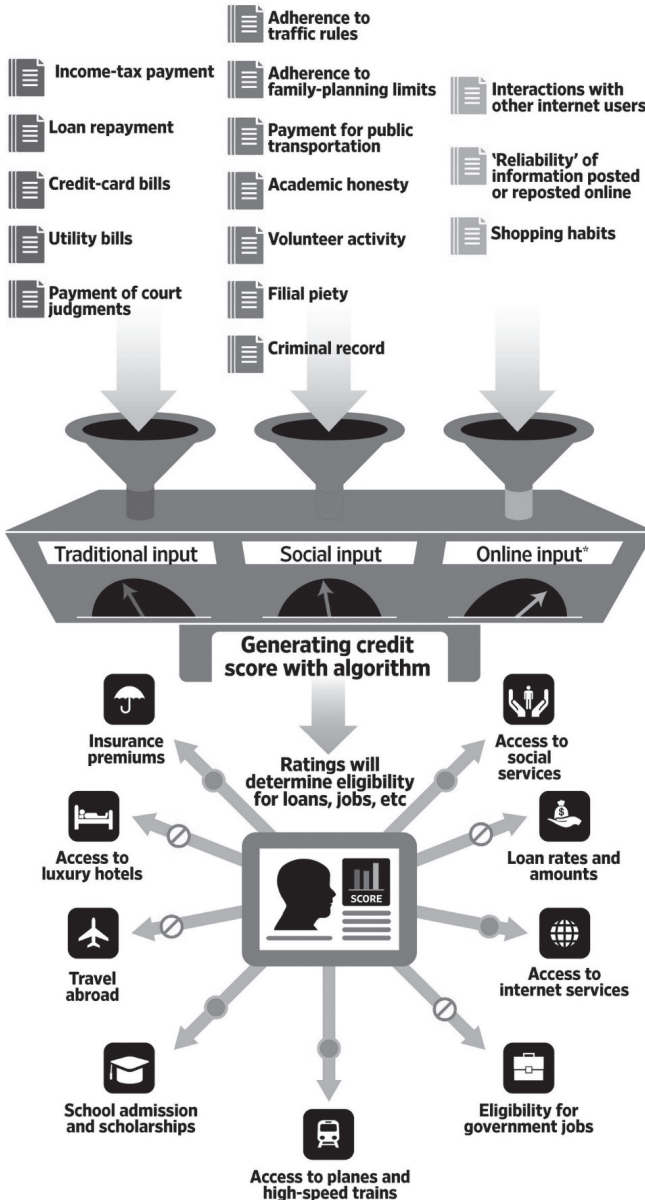 Income-tax payment
Loan repayment
Credit-card bills
Utility bills
Payment of court
judgments
Adherence to
traffic rules
Adherence to
family-planning limits
Payment for public
transportation
Academic honesty
Volunteer activity
Filial piety
Criminal record
Interactions with
other internet users
‘Reliability’ of
information posted
or reposted online
Shopping habits
Traditional input
Social input
Online input*
Generating credit
score with algorithm
Ratings will
determine eligibility
for loans, jobs, etc
Insurance
premiums
Access to
luxury hotels
Travel
abroad
School admission
and scholarships
Access to planes and
high-speed trains
Eligibility for
government jobs
Access to
internet services
$
Loan rates and
amounts
Access to
social
services
SCORE